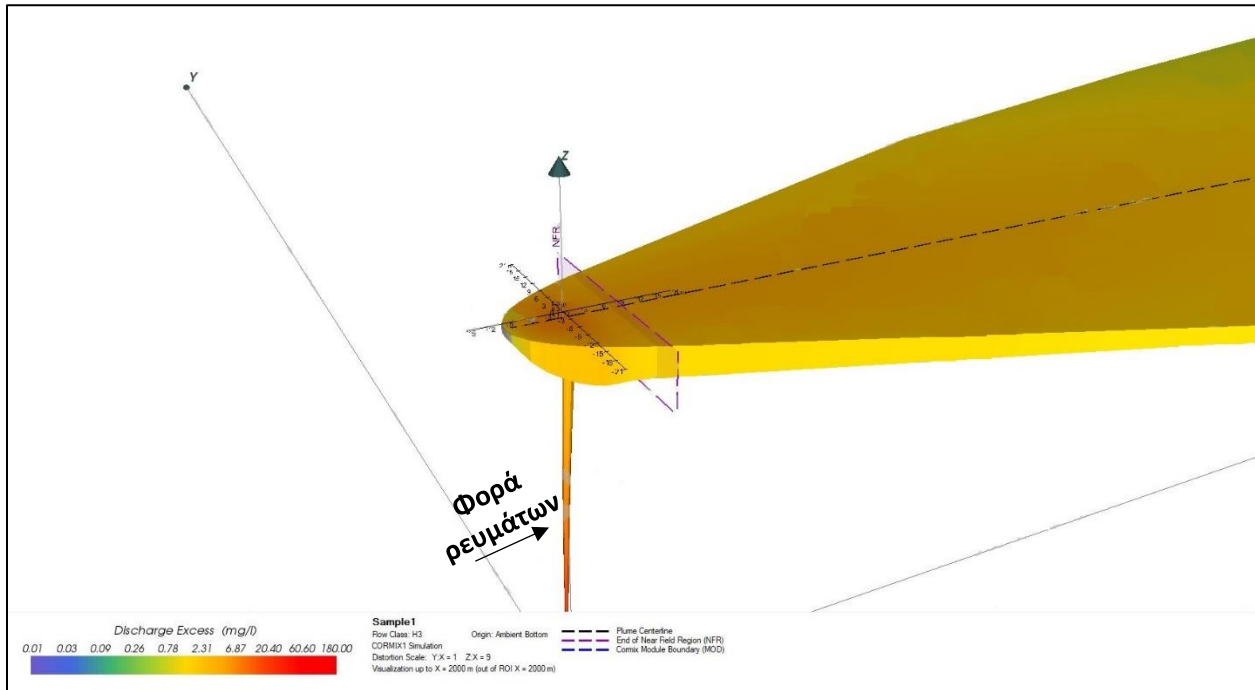 Y
Z
NFR
Φορά
ρευμάτων
Discharge Excess (mg/l)
0.01 0.03 0.09 0.26 0.78 2.31 6.87 20.40 60.60 180.00
Sample1
Flow Class: H3 Origin: Ambient Bottom
CORMIX1 Simulation
Distortion Scale: Y:X = 1 Z:X = 9
Visualization up to X = 2000 m (out of ROI X = 2000 m)
Plume Centerline
End of Near Field Region (NFR)
Cormix Module Boundary (MOD)